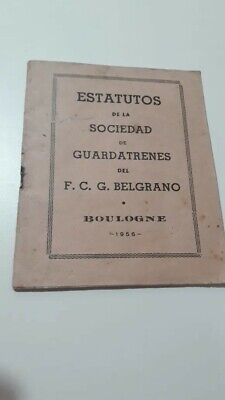 ESTATUTOS
DE LA
SOCIEDAD
DE
GUARDATRENES
DEL
F. C. G. BELGRANO
BOULOGNE
-1956-